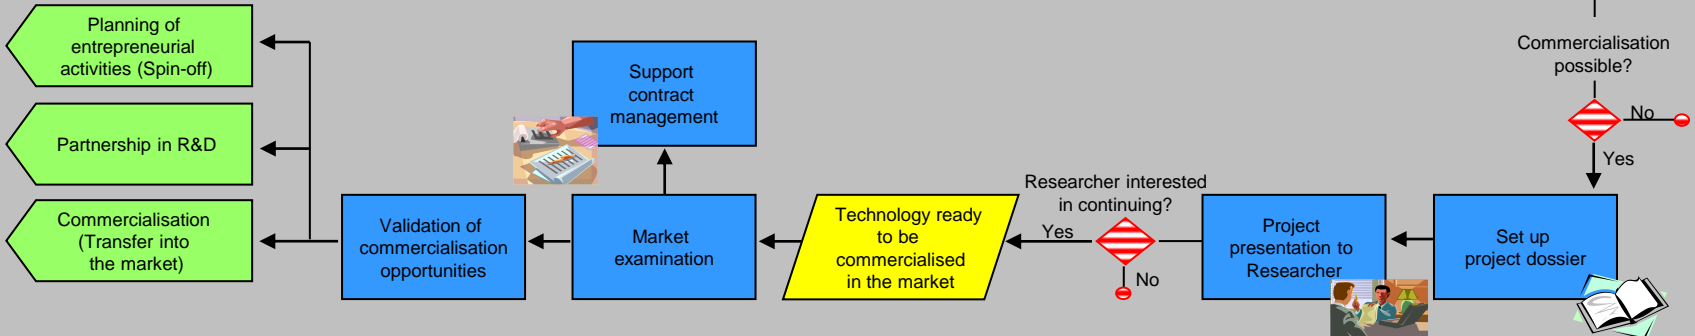 Planning of
entrepreneurial
activities (Spin-off)
Partnership in R&D
Commercialisation
(Transfer into
the market)
Validation of
commercialisation
opportunities
Support
contract
management
Market
examination
Technology ready
to be
commercialised
in the market
Researcher interested
in continuing?
Yes
No
Project
presentation to
Researcher
Set up
project dossier
Commercialisation
possible?
No
Yes